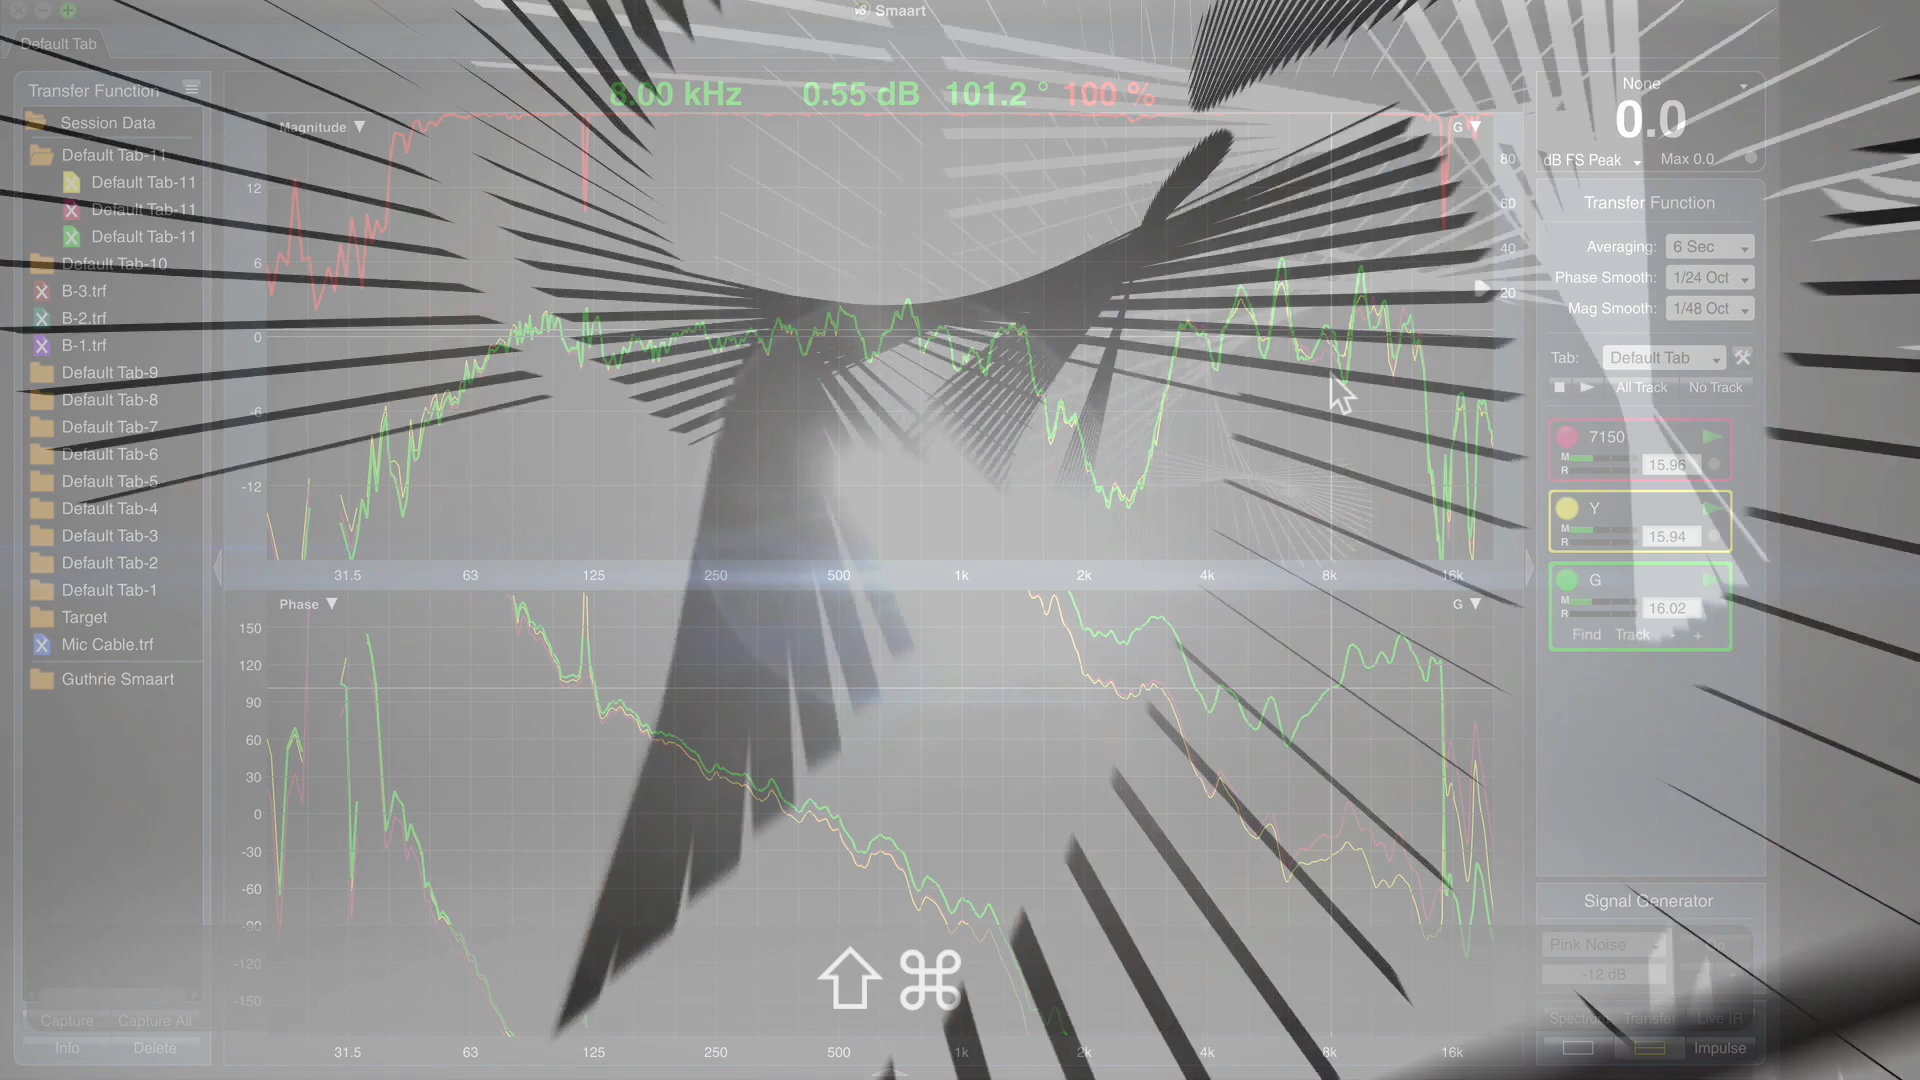 Smaart
Default Tab
8.00 kHz 0.55 dB 101.2 ° 100 %
Transfer Function
Session Data
Default Tab-11
Default Tab-11
Default Tab-11
Default Tab-11
Default Tab-10
B-3.trf
B-2.trf
B-1.trf
Default Tab-9
Default Tab-8
Default Tab-7
Default Tab-6
Default Tab-5
Default Tab-4
Default Tab-3
Default Tab-2
Default Tab-1
Target
Mic Cable.trf
Guthrie Smaart
Capture Capture All
Info Delete
Magnitude ▼ G ▼
12
6
0
-6
-12
80
60
40
20
31.5 63 125 250 500 1k 2k 4k 8k 16k
Phase ▼ G ▼
150
120
90
60
30
0
-30
-60
-90
-120
-150
31.5 63 125 250 500 1k 2k 4k 8k 16k
None
0.0
dB FS Peak Max 0.0
Transfer Function
Averaging: 6 Sec
Phase Smooth: 1/24 Oct
Mag Smooth: 1/48 Oct
Tab: Default Tab
All Track No Track
7150
M
R 15.96
Y
M
R 15.94
G
M
R 16.02
Find Track - +
Signal Generator
Pink Noise
-12 dB
Spectrum Transfer Live IR
Impulse
⇧ ⌘